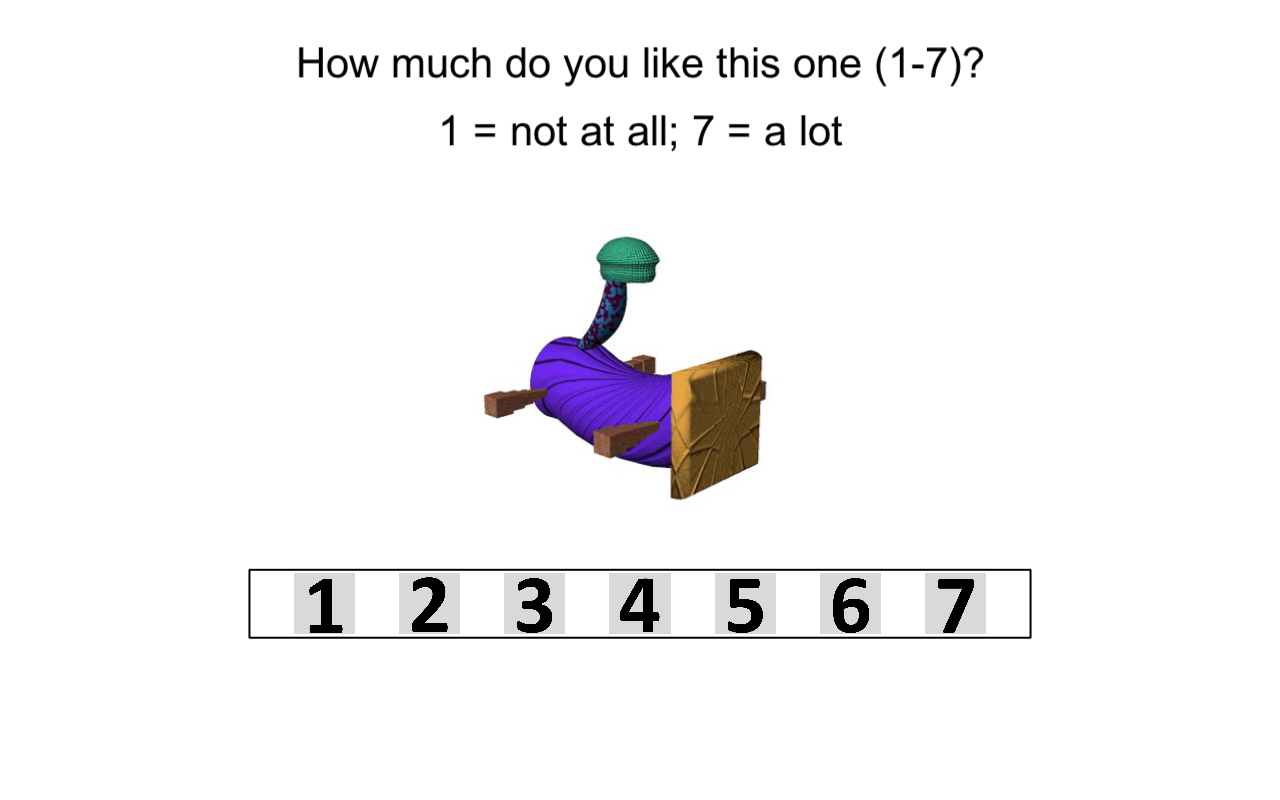 How much do you like this one (1-7)?
1 = not at all; 7 = a lot
1 2 3 4 5 6 7